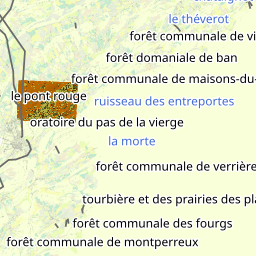 le théverot
forêt communale de vi
forêt domaniale de ban
forêt communale de maisons-du-
le pont rouge
ruisseau des entreportes
oratoire du pas de la vierge
la morte
forêt communale de verrière
tourbière et des prairies des pla
forêt communale des fourgs
forêt communale de montperreux